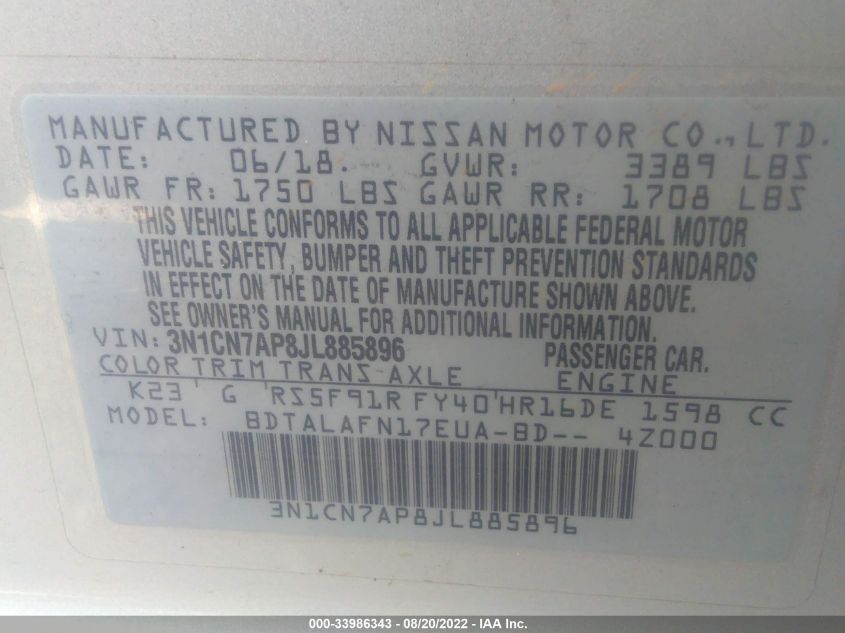 MANUFACTURED BY NISSAN MOTOR CO., LTD.
DATE: 06/18. GVWR: 3389 LBS
GAWR FR: 1750 LBS GAWR RR: 1708 LBS
THIS VEHICLE CONFORMS TO ALL APPLICABLE FEDERAL MOTOR
VEHICLE SAFETY, BUMPER AND THEFT PREVENTION STANDARDS
IN EFFECT ON THE DATE OF MANUFACTURE SHOWN ABOVE.
SEE OWNER'S MANUAL FOR ADDITIONAL INFORMATION.
VIN: 3N1CN7AP8JL885896 PASSENGER CAR.
COLOR TRIM TRANS AXLE ENGINE
K23 ' G 'RS5F91R FY40'HR16DE 1598 CC
MODEL: BDTALAFN17EUA-BD-- 4Z000
3N1CN7AP8JL885896
000-33986343 - 08/20/2022 - IAA Inc.